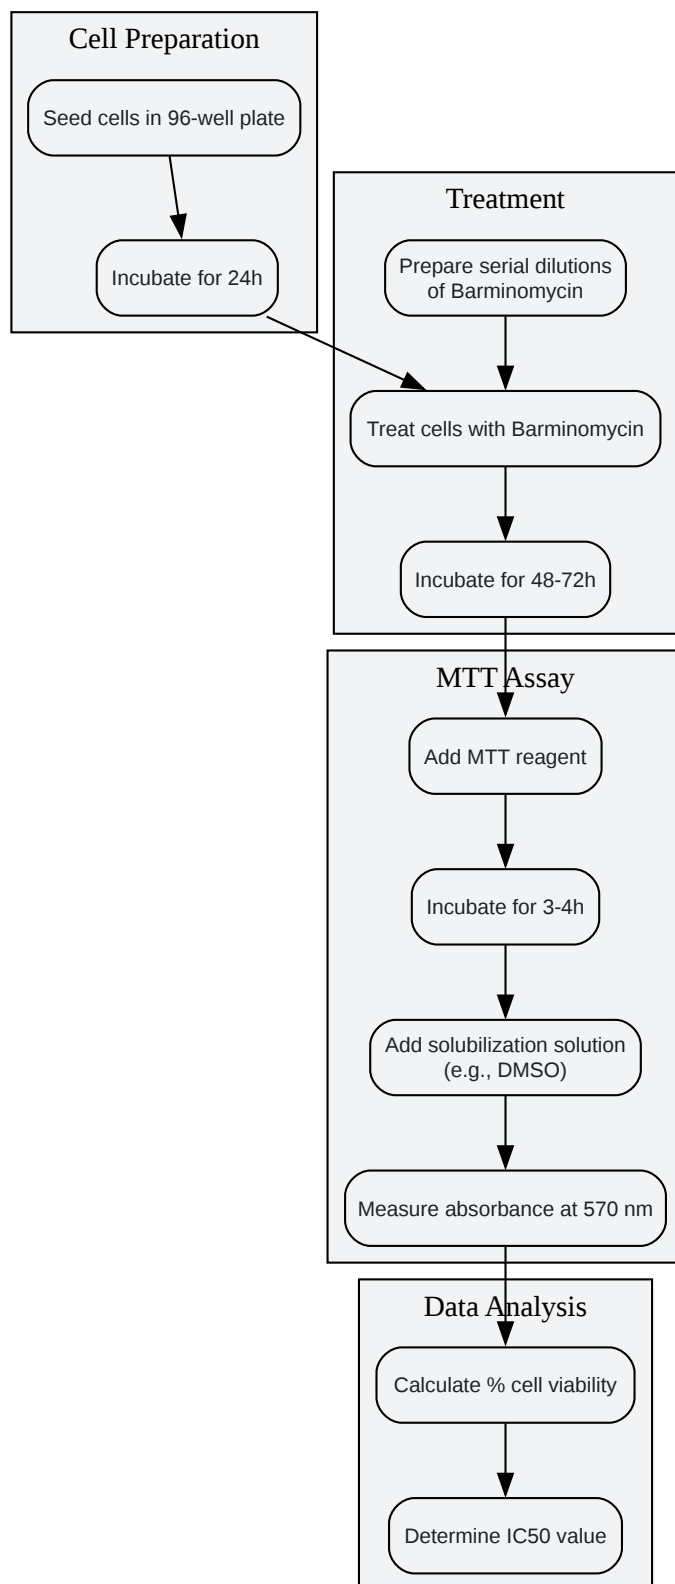 Cell Preparation
Seed cells in 96-well plate
Incubate for 24h
Treatment
Prepare serial dilutions
of Barminomycin
Treat cells with Barminomycin
Incubate for 48-72h
MTT Assay
Add MTT reagent
Incubate for 3-4h
Add solubilization solution
(e.g., DMSO)
Measure absorbance at 570 nm
Data Analysis
Calculate % cell viability
Determine IC50 value